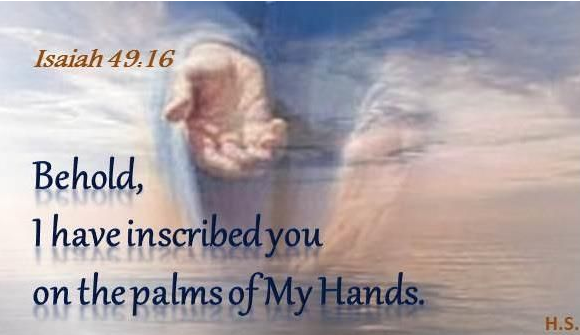 Isaiah 49:16
Behold,
I have inscribed you
on the palms of My Hands.
H.S.